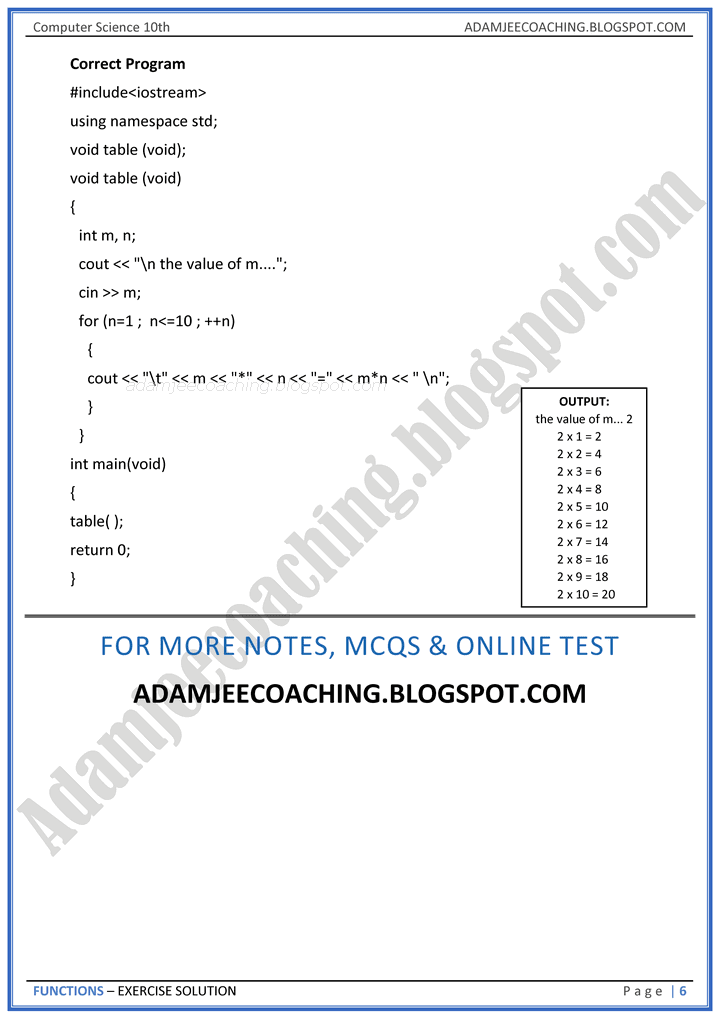 Computer Science 10th ADAMJEECOACHING.BLOGSPOT.COM
Correct Program
#include<iostream>
using namespace std;
void table (void);
void table (void)
{
int m, n;
cout << "\n the value of m....";
cin >> m;
for (n=1 ; n<=10 ; ++n)
{
cout << "\t" << m << "*" << n << "=" << m*n << " \n";
adamjeecoaching.blogspot.com
}
}
int main(void)
{
table( );
return 0;
}
OUTPUT:
the value of m... 2
2 x 1 = 2
2 x 2 = 4
2 x 3 = 6
2 x 4 = 8
2 x 5 = 10
2 x 6 = 12
2 x 7 = 14
2 x 8 = 16
2 x 9 = 18
2 x 10 = 20
Adamjeecoaching.blogspot.com
FOR MORE NOTES, MCQS & ONLINE TEST
ADAMJEECOACHING.BLOGSPOT.COM
FUNCTIONS – EXERCISE SOLUTION Page | 6